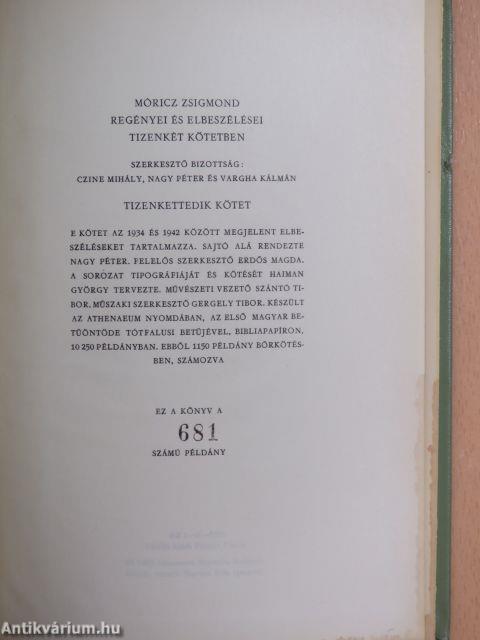 MÓRICZ ZSIGMOND
REGÉNYEI ÉS ELBESZÉLÉSEI
TIZENKÉT KÖTETBEN
SZERKESZTŐ BIZOTTSÁG:
CZINE MIHÁLY, NAGY PÉTER ÉS VARGHA KÁLMÁN
TIZENKETTEDIK KÖTET
E KÖTET AZ 1934 ÉS 1942 KÖZÖTT MEGJELENT ELBE-
SZÉLÉSEKET TARTALMAZZA. SAJTÓ ALÁ RENDEZTE
NAGY PÉTER. FELELŐS SZERKESZTŐ ERDŐS MAGDA.
A SOROZAT TIPOGRÁFIÁJÁT ÉS KÖTÉSÉT HAIMAN
GYÖRGY TERVEZTE. MŰVÉSZETI VEZETŐ SZÁNTÓ TI-
BOR. MŰSZAKI SZERKESZTŐ GERGELY TIBOR. KÉSZÜLT
AZ ATHENAEUM NYOMDÁBAN, AZ ELSŐ MAGYAR BE-
TŰÖNTÖDE TÓTFALUSI BETŰJÉVEL, BIBLIAPAPÍRON,
10 250 PÉLDÁNYBAN. EBBŐL 1150 PÉLDÁNY BŐRKÖTÉS-
BEN, SZÁMOZVA
EZ A KÖNYV A
681
SZÁMÚ PÉLDÁNY
Antikvárium.hu